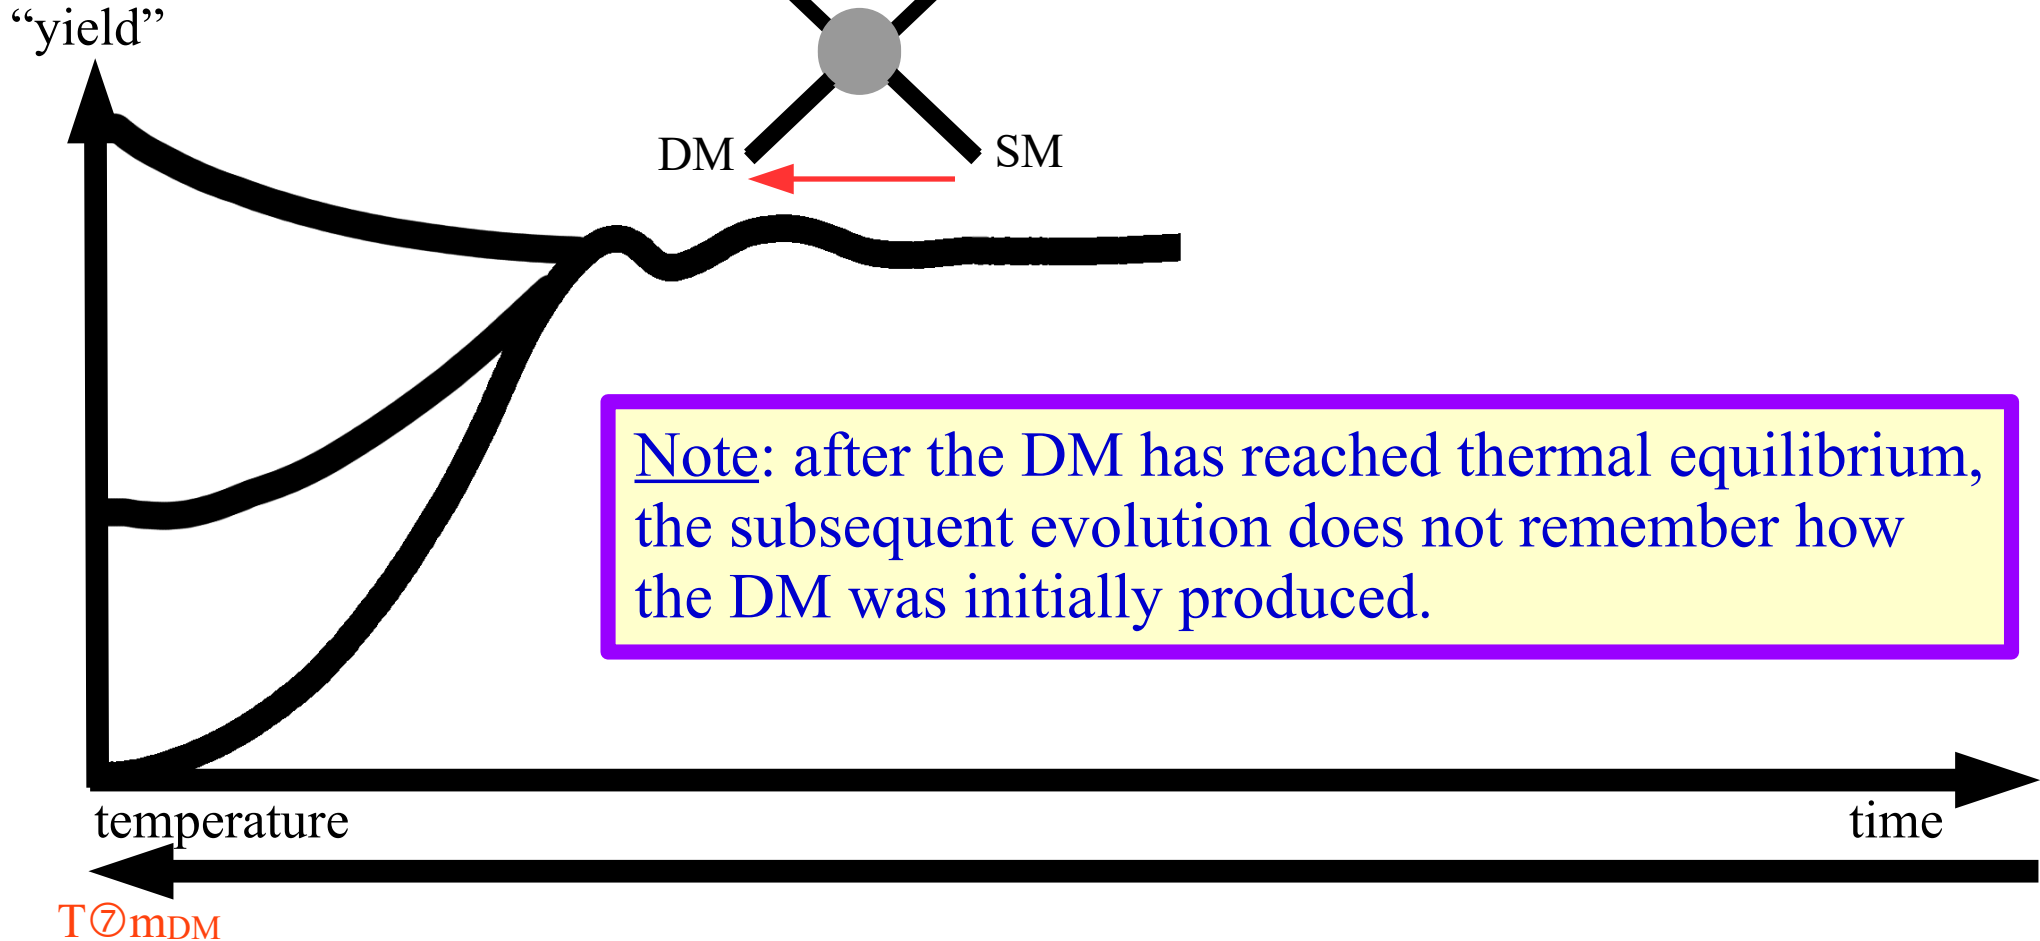 “yield”
DM
SM
Note: after the DM has reached thermal equilibrium,
the subsequent evolution does not remember how
the DM was initially produced.
temperature
time
T⑦mDM